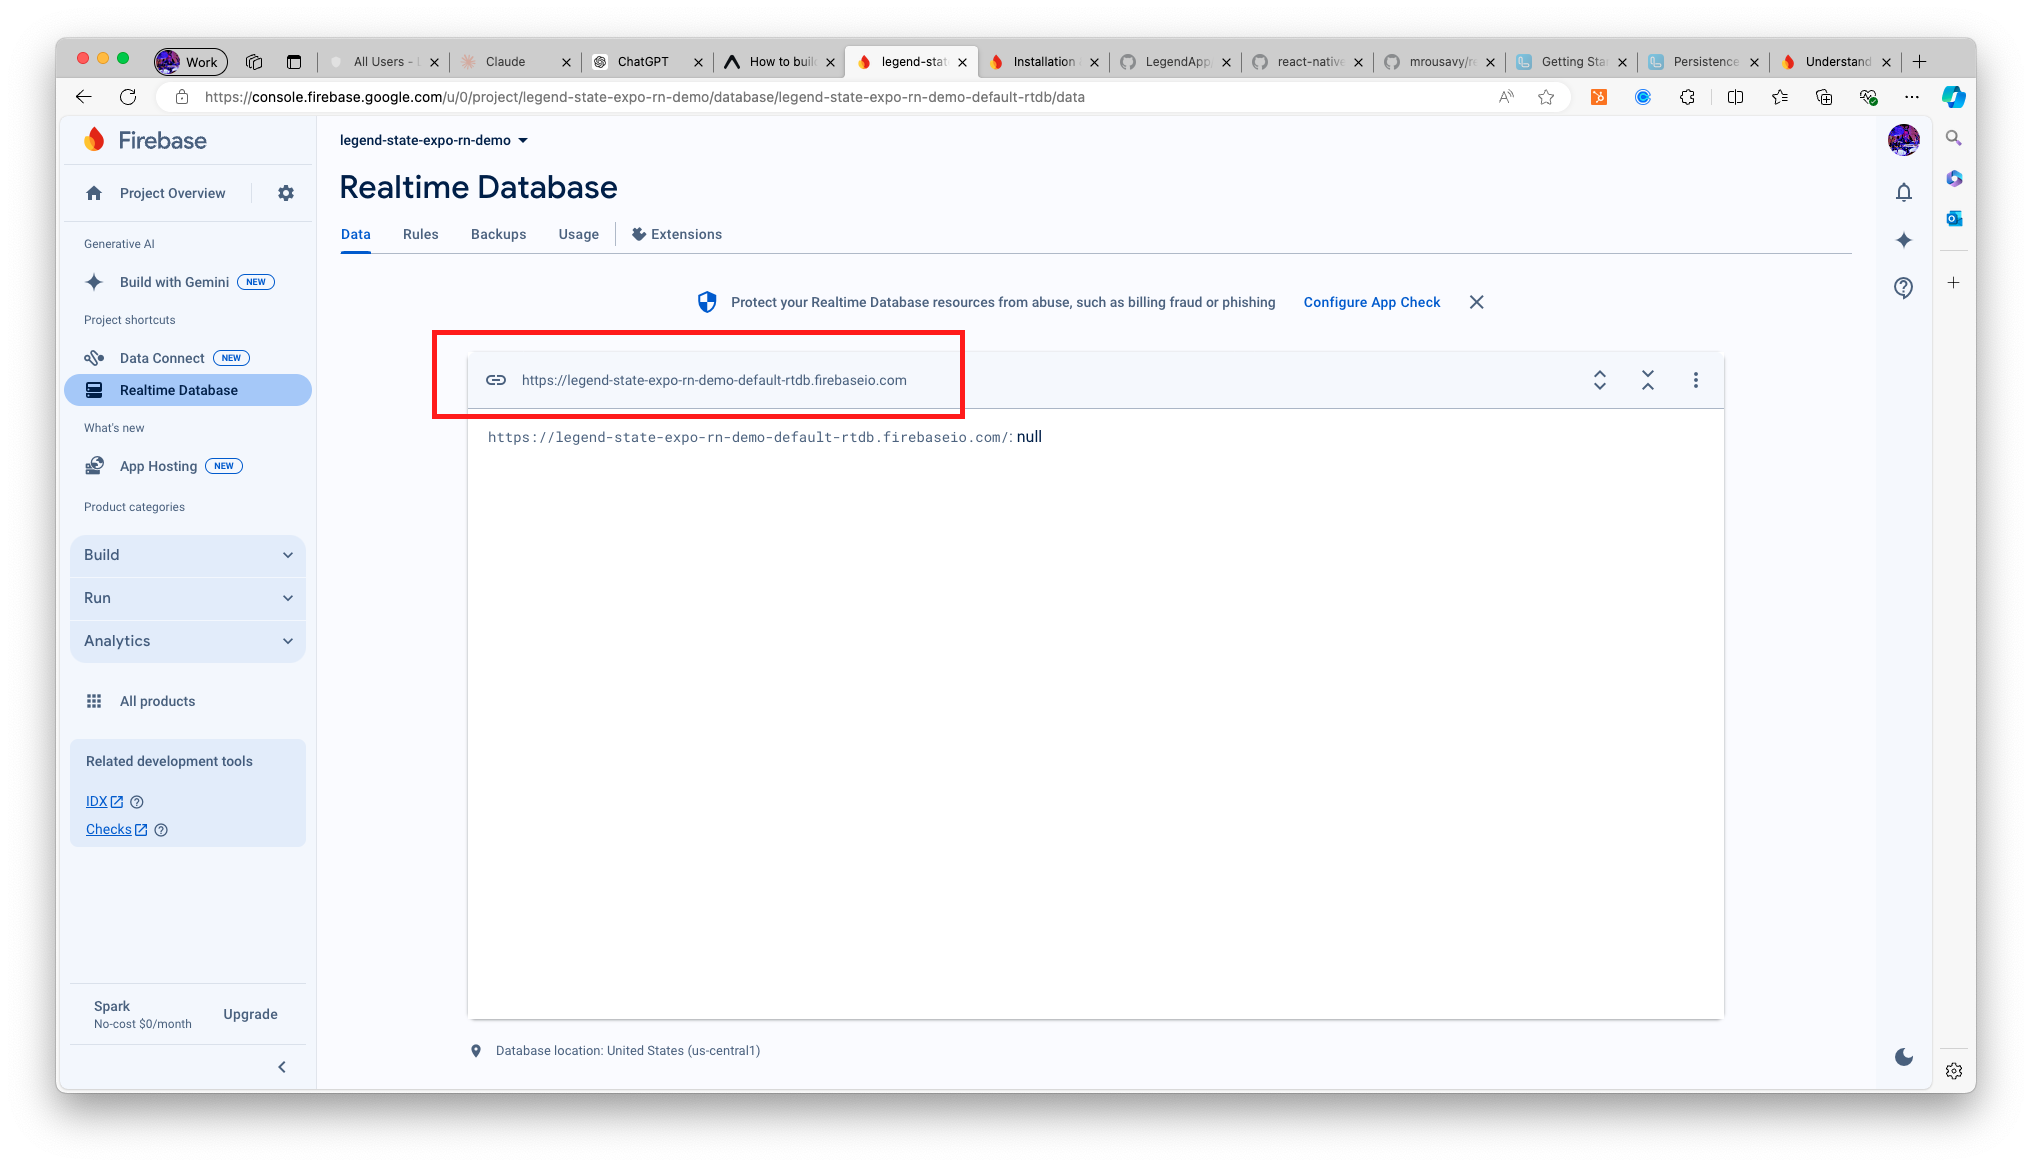 Work
All Users - L
Claude
ChatGPT
How to buil
legend-stat
Installation
LegendApp
react-native
mrousavy/re
Getting Sta
Persistence
Understand
https://console.firebase.google.com/u/0/project/legend-state-expo-rn-demo/database/legend-state-expo-rn-demo-default-rtdb/data
Firebase
Project Overview
Generative AI
Build with Gemini NEW
Project shortcuts
Data Connect NEW
Realtime Database
What's new
App Hosting NEW
Product categories
Build
Run
Analytics
All products
Related development tools
IDX
Checks
Spark
No-cost $0/month
Upgrade
legend-state-expo-rn-demo
Realtime Database
Data Rules Backups Usage Extensions
Protect your Realtime Database resources from abuse, such as billing fraud or phishing Configure App Check
https://legend-state-expo-rn-demo-default-rtdb.firebaseio.com
https://legend-state-expo-rn-demo-default-rtdb.firebaseio.com/: null
Database location: United States (us-central1)